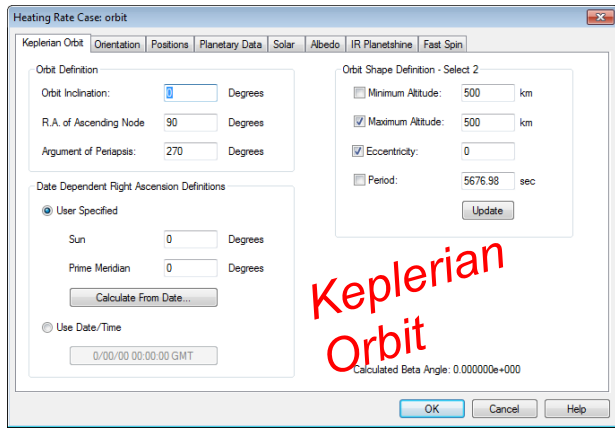 Heating Rate Case: orbit
Keplerian Orbit Orientation Positions Planetary Data Solar Albedo IR Planetshine Fast Spin
Orbit Definition
Orbit Inclination: 0 Degrees
R.A. of Ascending Node 90 Degrees
Argument of Periapsis: 270 Degrees
Date Dependent Right Ascension Definitions
User Specified
Sun 0 Degrees
Prime Meridian 0 Degrees
Calculate From Date...
Use Date/Time
0/00/00 00:00:00 GMT
Orbit Shape Definition - Select 2
Minimum Altitude: 500 km
Maximum Altitude: 500 km
Eccentricity: 0
Period: 5676.98 sec
Update
Keplerian
Orbit
Calculated Beta Angle: 0.000000e+000
OK Cancel Help